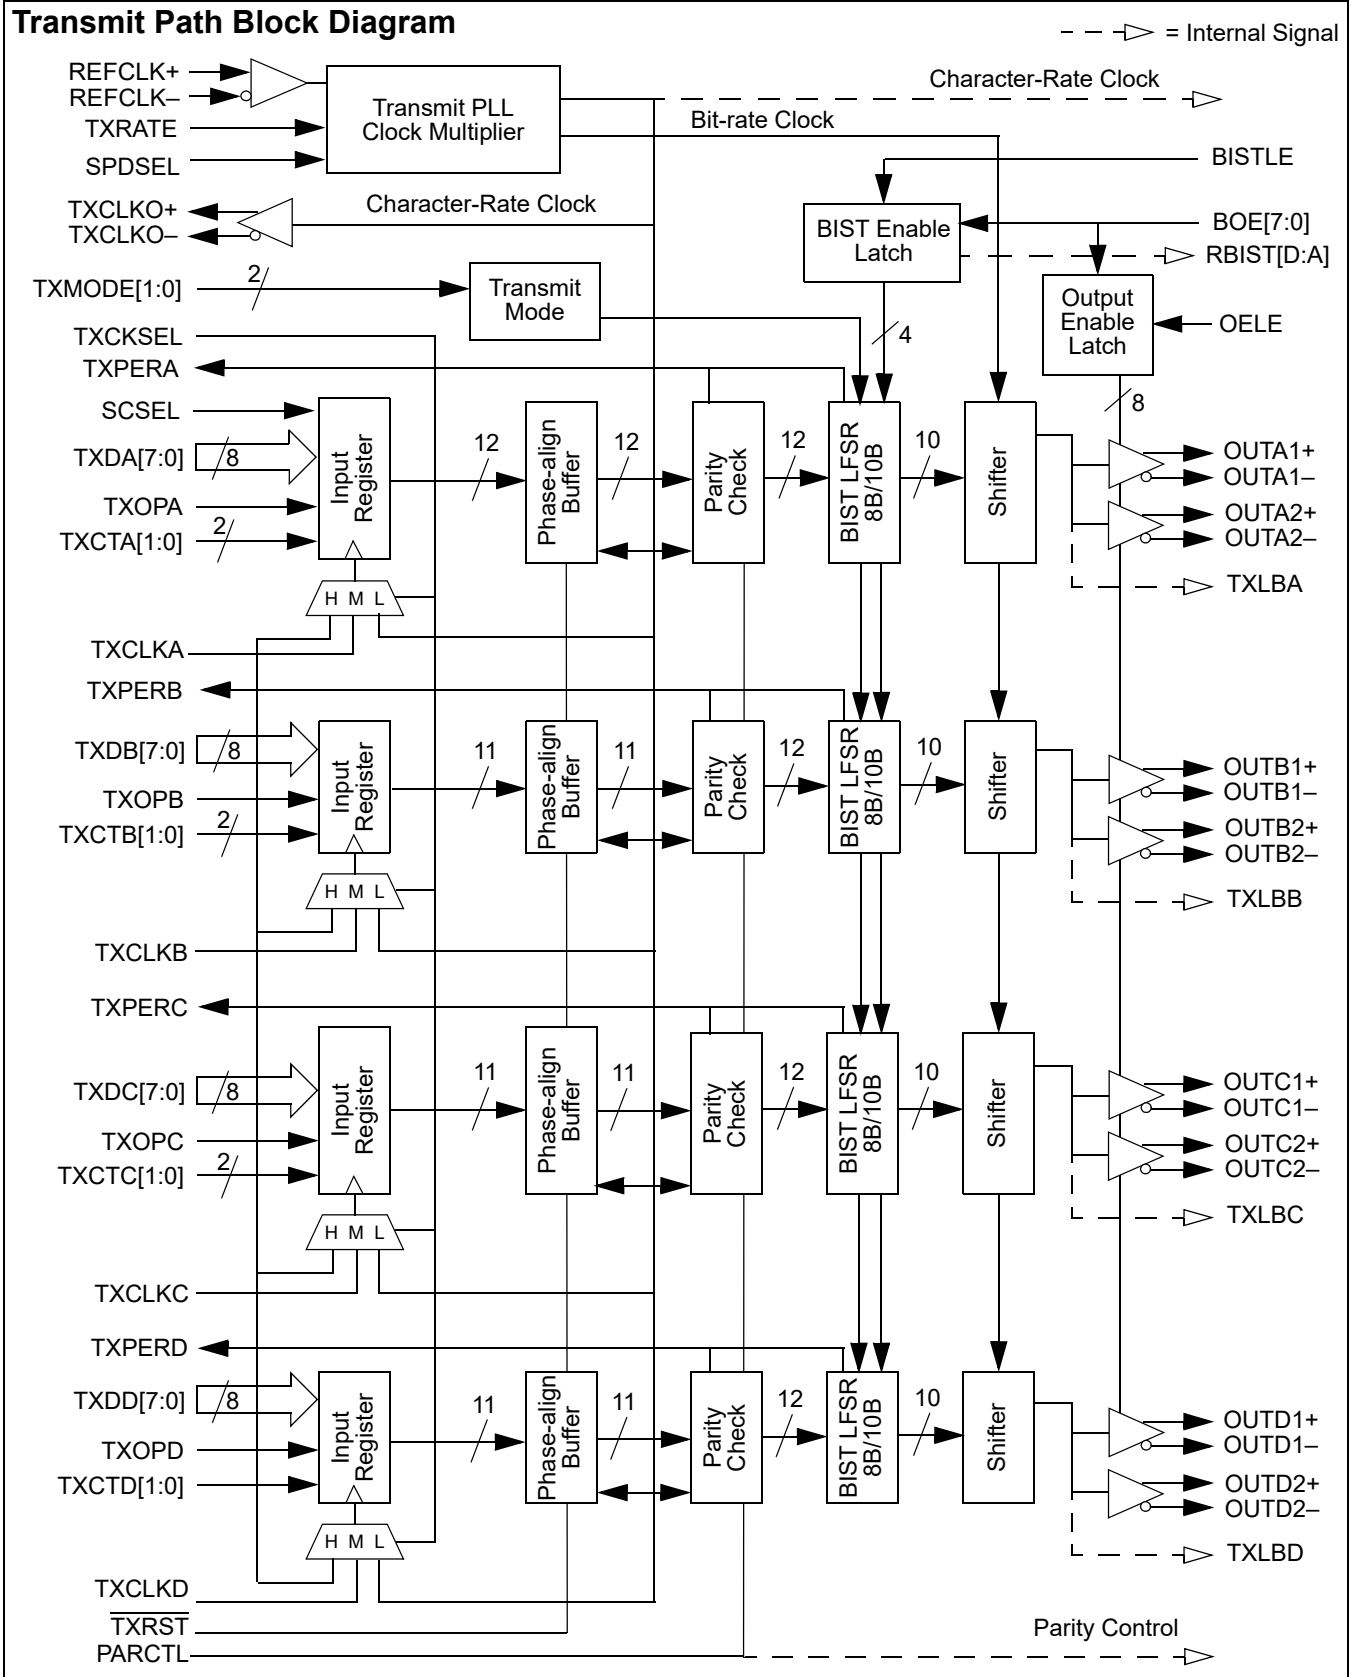 Transmit Path Block Diagram
= Internal Signal
REFCLK+
REFCLK–
TXRATE
SPDSEL
Transmit PLL
Clock Multiplier
Character-Rate Clock
Bit-rate Clock
BISTLE
TXCLKO+
TXCLKO–
Character-Rate Clock
BIST Enable
Latch
BOE[7:0]
RBIST[D:A]
TXMODE[1:0]
2
Transmit
Mode
Output
Enable
Latch
OELE
4
8
TXCKSEL
TXPERA
SCSEL
TXDA[7:0]
8
TXOPA
TXCTA[1:0]
2
Input
Register
12
Phase-align
Buffer
12
Parity
Check
12
BIST LFSR
8B/10B
10
Shifter
OUTA1+
OUTA1–
OUTA2+
OUTA2–
TXLBA
H M L
TXCLKA
TXPERB
TXDB[7:0]
8
TXOPB
TXCTB[1:0]
2
Input
Register
11
Phase-align
Buffer
11
Parity
Check
12
BIST LFSR
8B/10B
10
Shifter
OUTB1+
OUTB1–
OUTB2+
OUTB2–
TXLBB
H M L
TXCLKB
TXPERC
TXDC[7:0]
8
TXOPC
TXCTC[1:0]
2
Input
Register
11
Phase-align
Buffer
11
Parity
Check
12
BIST LFSR
8B/10B
10
Shifter
OUTC1+
OUTC1–
OUTC2+
OUTC2–
TXLBC
H M L
TXCLKC
TXPERD
TXDD[7:0]
8
TXOPD
TXCTD[1:0]
Input
Register
11
Phase-align
Buffer
11
Parity
Check
12
BIST LFSR
8B/10B
10
Shifter
OUTD1+
OUTD1–
OUTD2+
OUTD2–
TXLBD
H M L
TXCLKD
TXRST
PARCTL
Parity Control